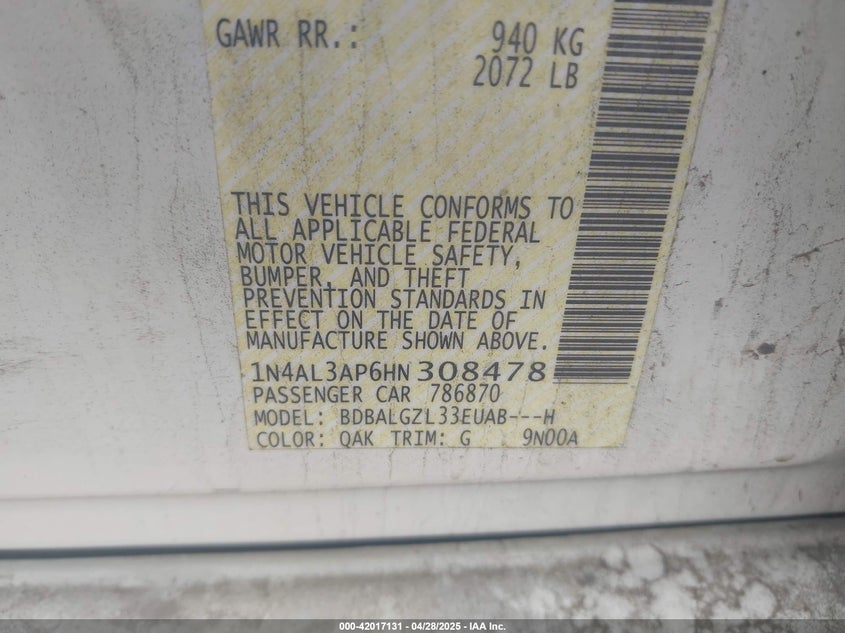 GAWR RR.: 940 KG
2072 LB
THIS VEHICLE CONFORMS TO
ALL APPLICABLE FEDERAL
MOTOR VEHICLE SAFETY,
BUMPER, AND THEFT
PREVENTION STANDARDS IN
EFFECT ON THE DATE OF
MANUFACTURE SHOWN ABOVE.
1N4AL3AP6HN 308478
PASSENGER CAR 786870
MODEL: BDBALGZL33EUAB---H
COLOR: QAK TRIM: G 9N00A
000-42017131 | 04/28/2025 | IAA Inc.